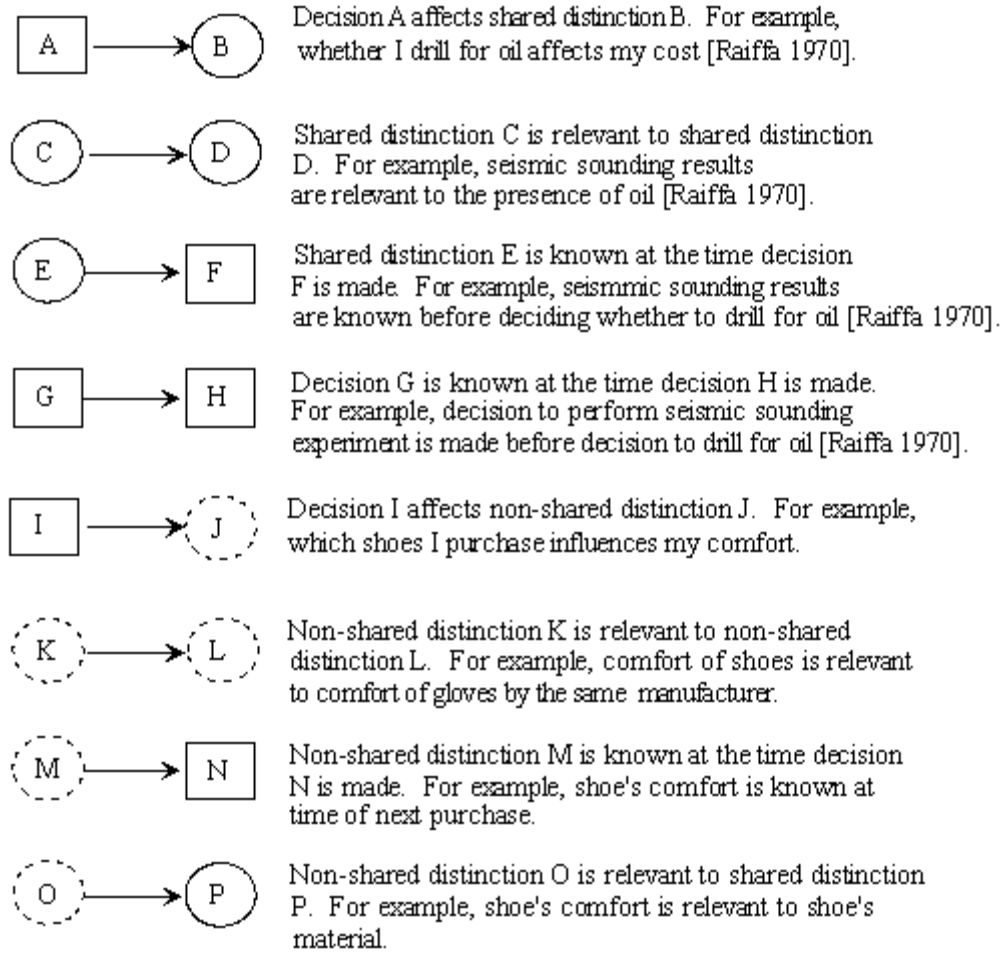 A B Decision A affects shared distinction B. For example,
whether I drill for oil affects my cost [Raiffa 1970].
C D Shared distinction C is relevant to shared distinction
D. For example, seismic sounding results
are relevant to the presence of oil [Raiffa 1970].
E F Shared distinction E is known at the time decision
F is made. For example, seismmic sounding results
are known before deciding whether to drill for oil [Raiffa 1970].
G H Decision G is known at the time decision H is made.
For example, decision to perform seismic sounding
experiment is made before decision to drill for oil [Raiffa 1970].
I J Decision I affects non-shared distinction J. For example,
which shoes I purchase influences my comfort.
K L Non-shared distinction K is relevant to non-shared
distinction L. For example, comfort of shoes is relevant
to comfort of gloves by the same manufacturer.
M N Non-shared distinction M is known at the time decision
N is made. For example, shoe's comfort is known at
time of next purchase.
O P Non-shared distinction O is relevant to shared distinction
P. For example, shoe's comfort is relevant to shoe's
material.